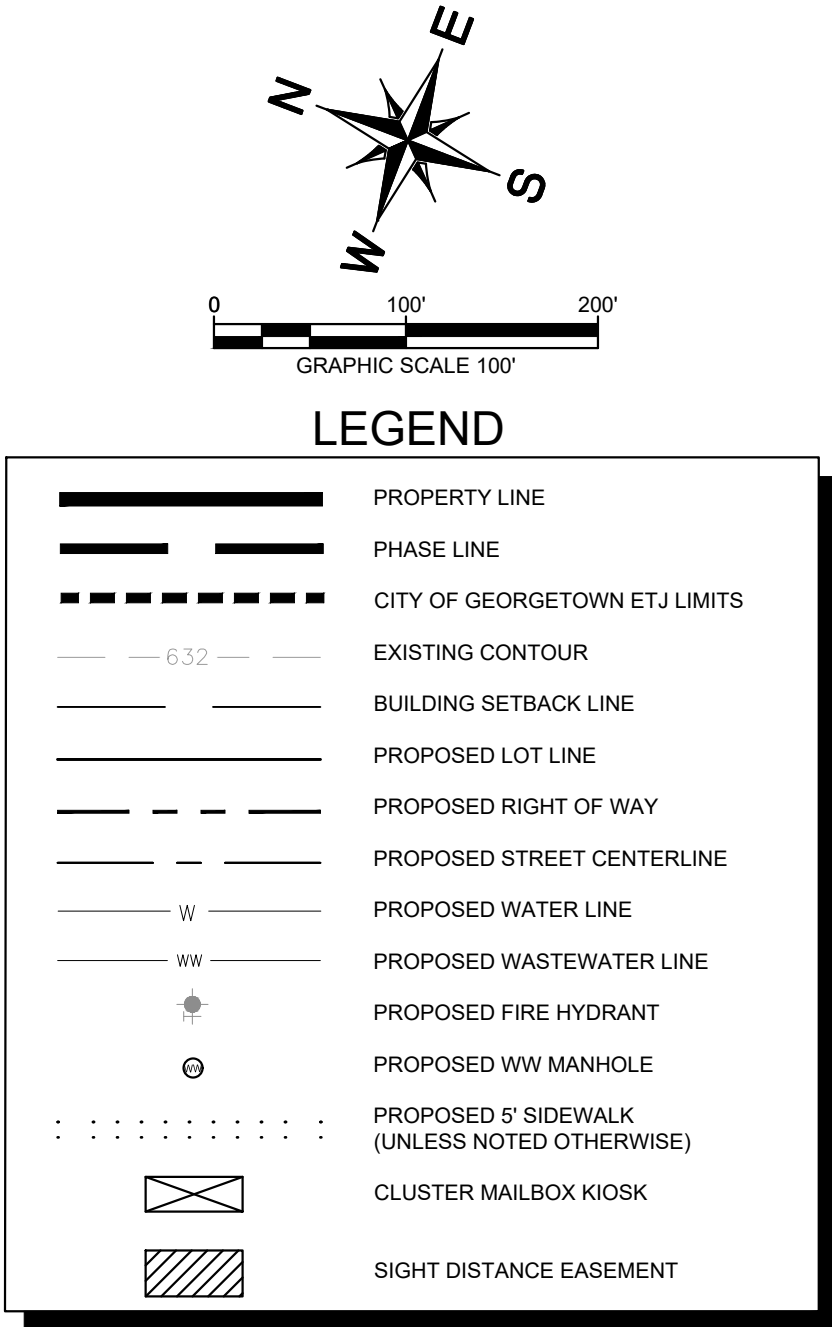 E
N
S
W
0 100' 200'
GRAPHIC SCALE 100'
LEGEND
PROPERTY LINE
PHASE LINE
CITY OF GEORGETOWN ETJ LIMITS
632 EXISTING CONTOUR
BUILDING SETBACK LINE
PROPOSED LOT LINE
PROPOSED RIGHT OF WAY
PROPOSED STREET CENTERLINE
W PROPOSED WATER LINE
WW PROPOSED WASTEWATER LINE
PROPOSED FIRE HYDRANT
WW PROPOSED WW MANHOLE
PROPOSED 5' SIDEWALK
(UNLESS NOTED OTHERWISE)
CLUSTER MAILBOX KIOSK
SIGHT DISTANCE EASEMENT